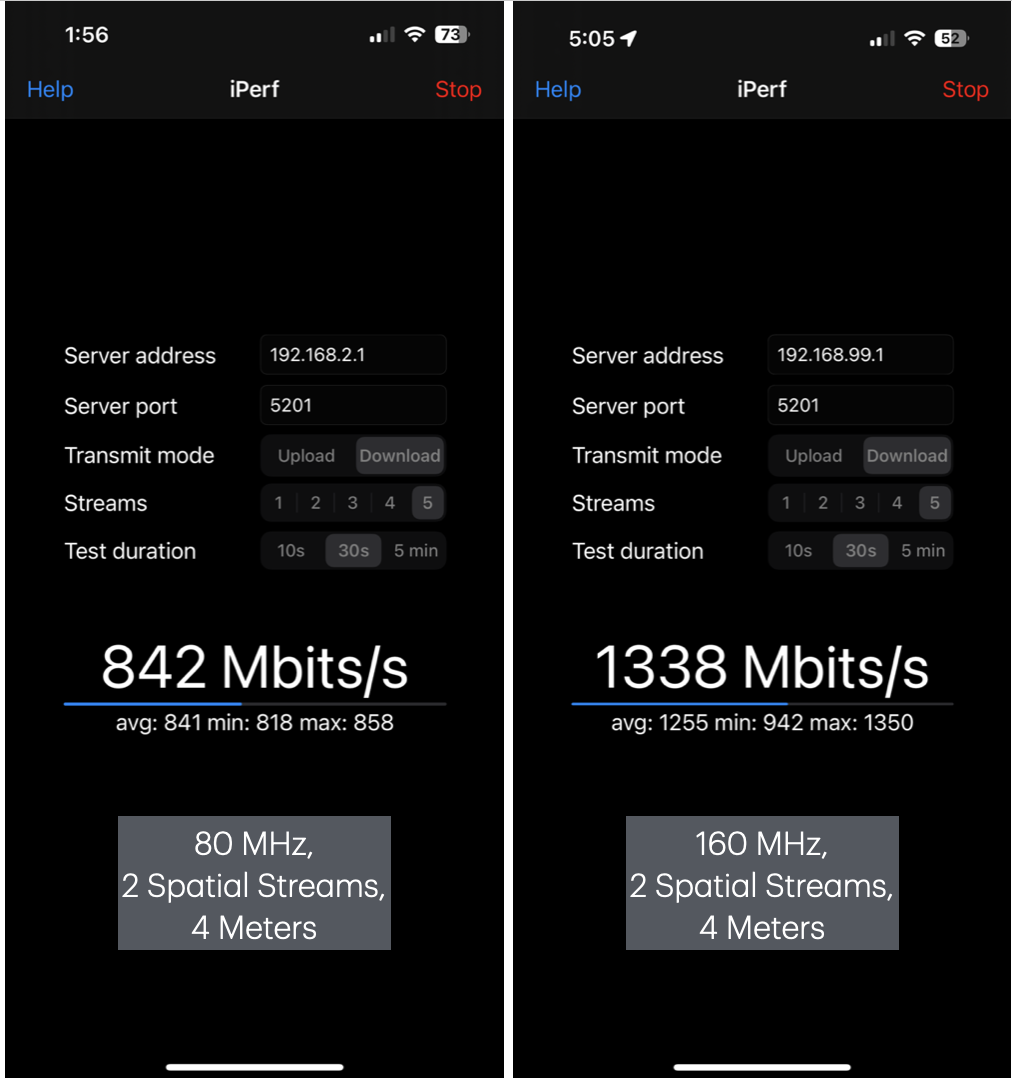 1:56
73
Help iPerf Stop
Server address 192.168.2.1
Server port 5201
Transmit mode Upload Download
Streams 1 2 3 4 5
Test duration 10s 30s 5 min
842 Mbits/s
avg: 841 min: 818 max: 858
80 MHz,
2 Spatial Streams,
4 Meters
5:05
52
Help iPerf Stop
Server address 192.168.99.1
Server port 5201
Transmit mode Upload Download
Streams 1 2 3 4 5
Test duration 10s 30s 5 min
1338 Mbits/s
avg: 1255 min: 942 max: 1350
160 MHz,
2 Spatial Streams,
4 Meters